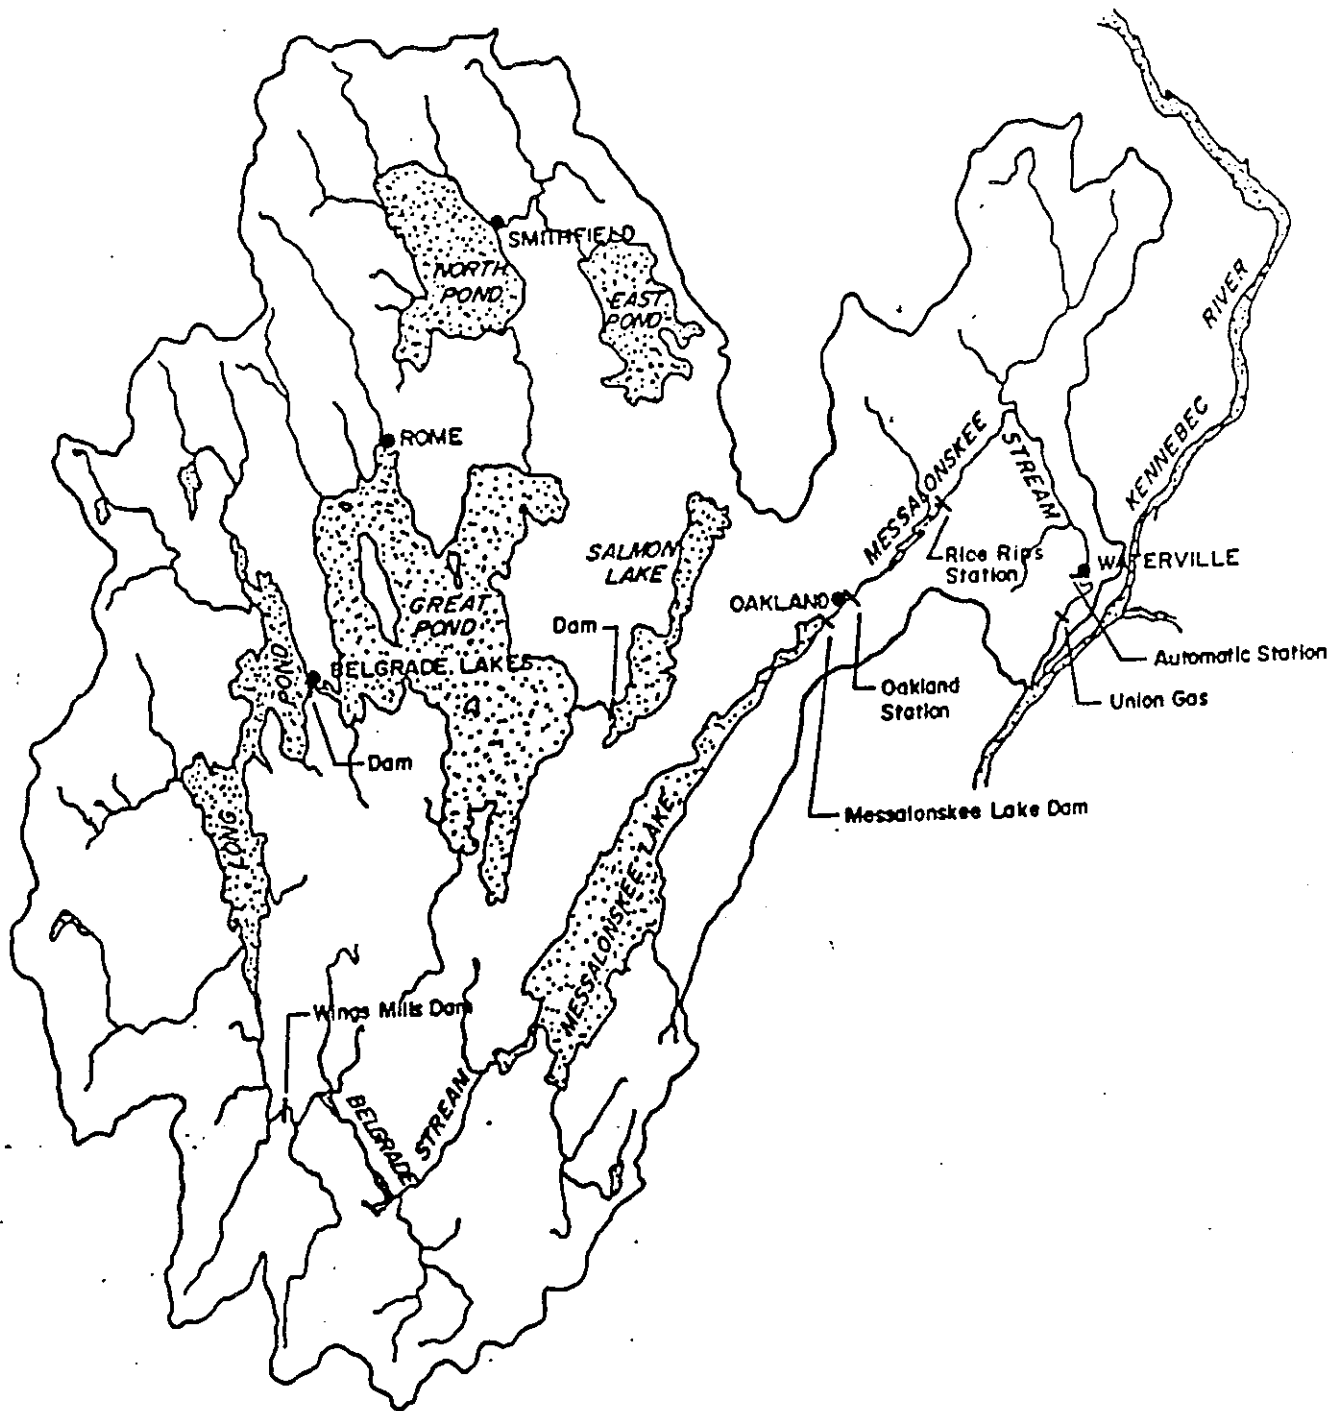 SMITHFIELD
NORTH
POND
EAST
POND
RIVER
KENNEBEC
ROME
MESSALONSKEE
STREAM
SALMON
LAKE
Rice Rips
Station
WATERVILLE
GREAT
POND
OAKLAND
Dam
POND
BELGRADE LAKES
Automatic Station
Oakland
Station
Union Gas
Dam
LONG
Messalonskee Lake Dam
MESSALONSKEE LAKE
Wings Mills Dam
BELGRADE
STREAM